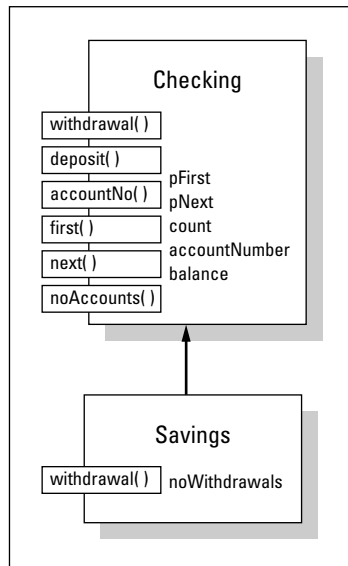 Checking
withdrawal( )
deposit( )
accountNo( )
first( )
next( )
noAccounts( )
pFirst
pNext
count
accountNumber
balance
Savings
withdrawal( )
noWithdrawals